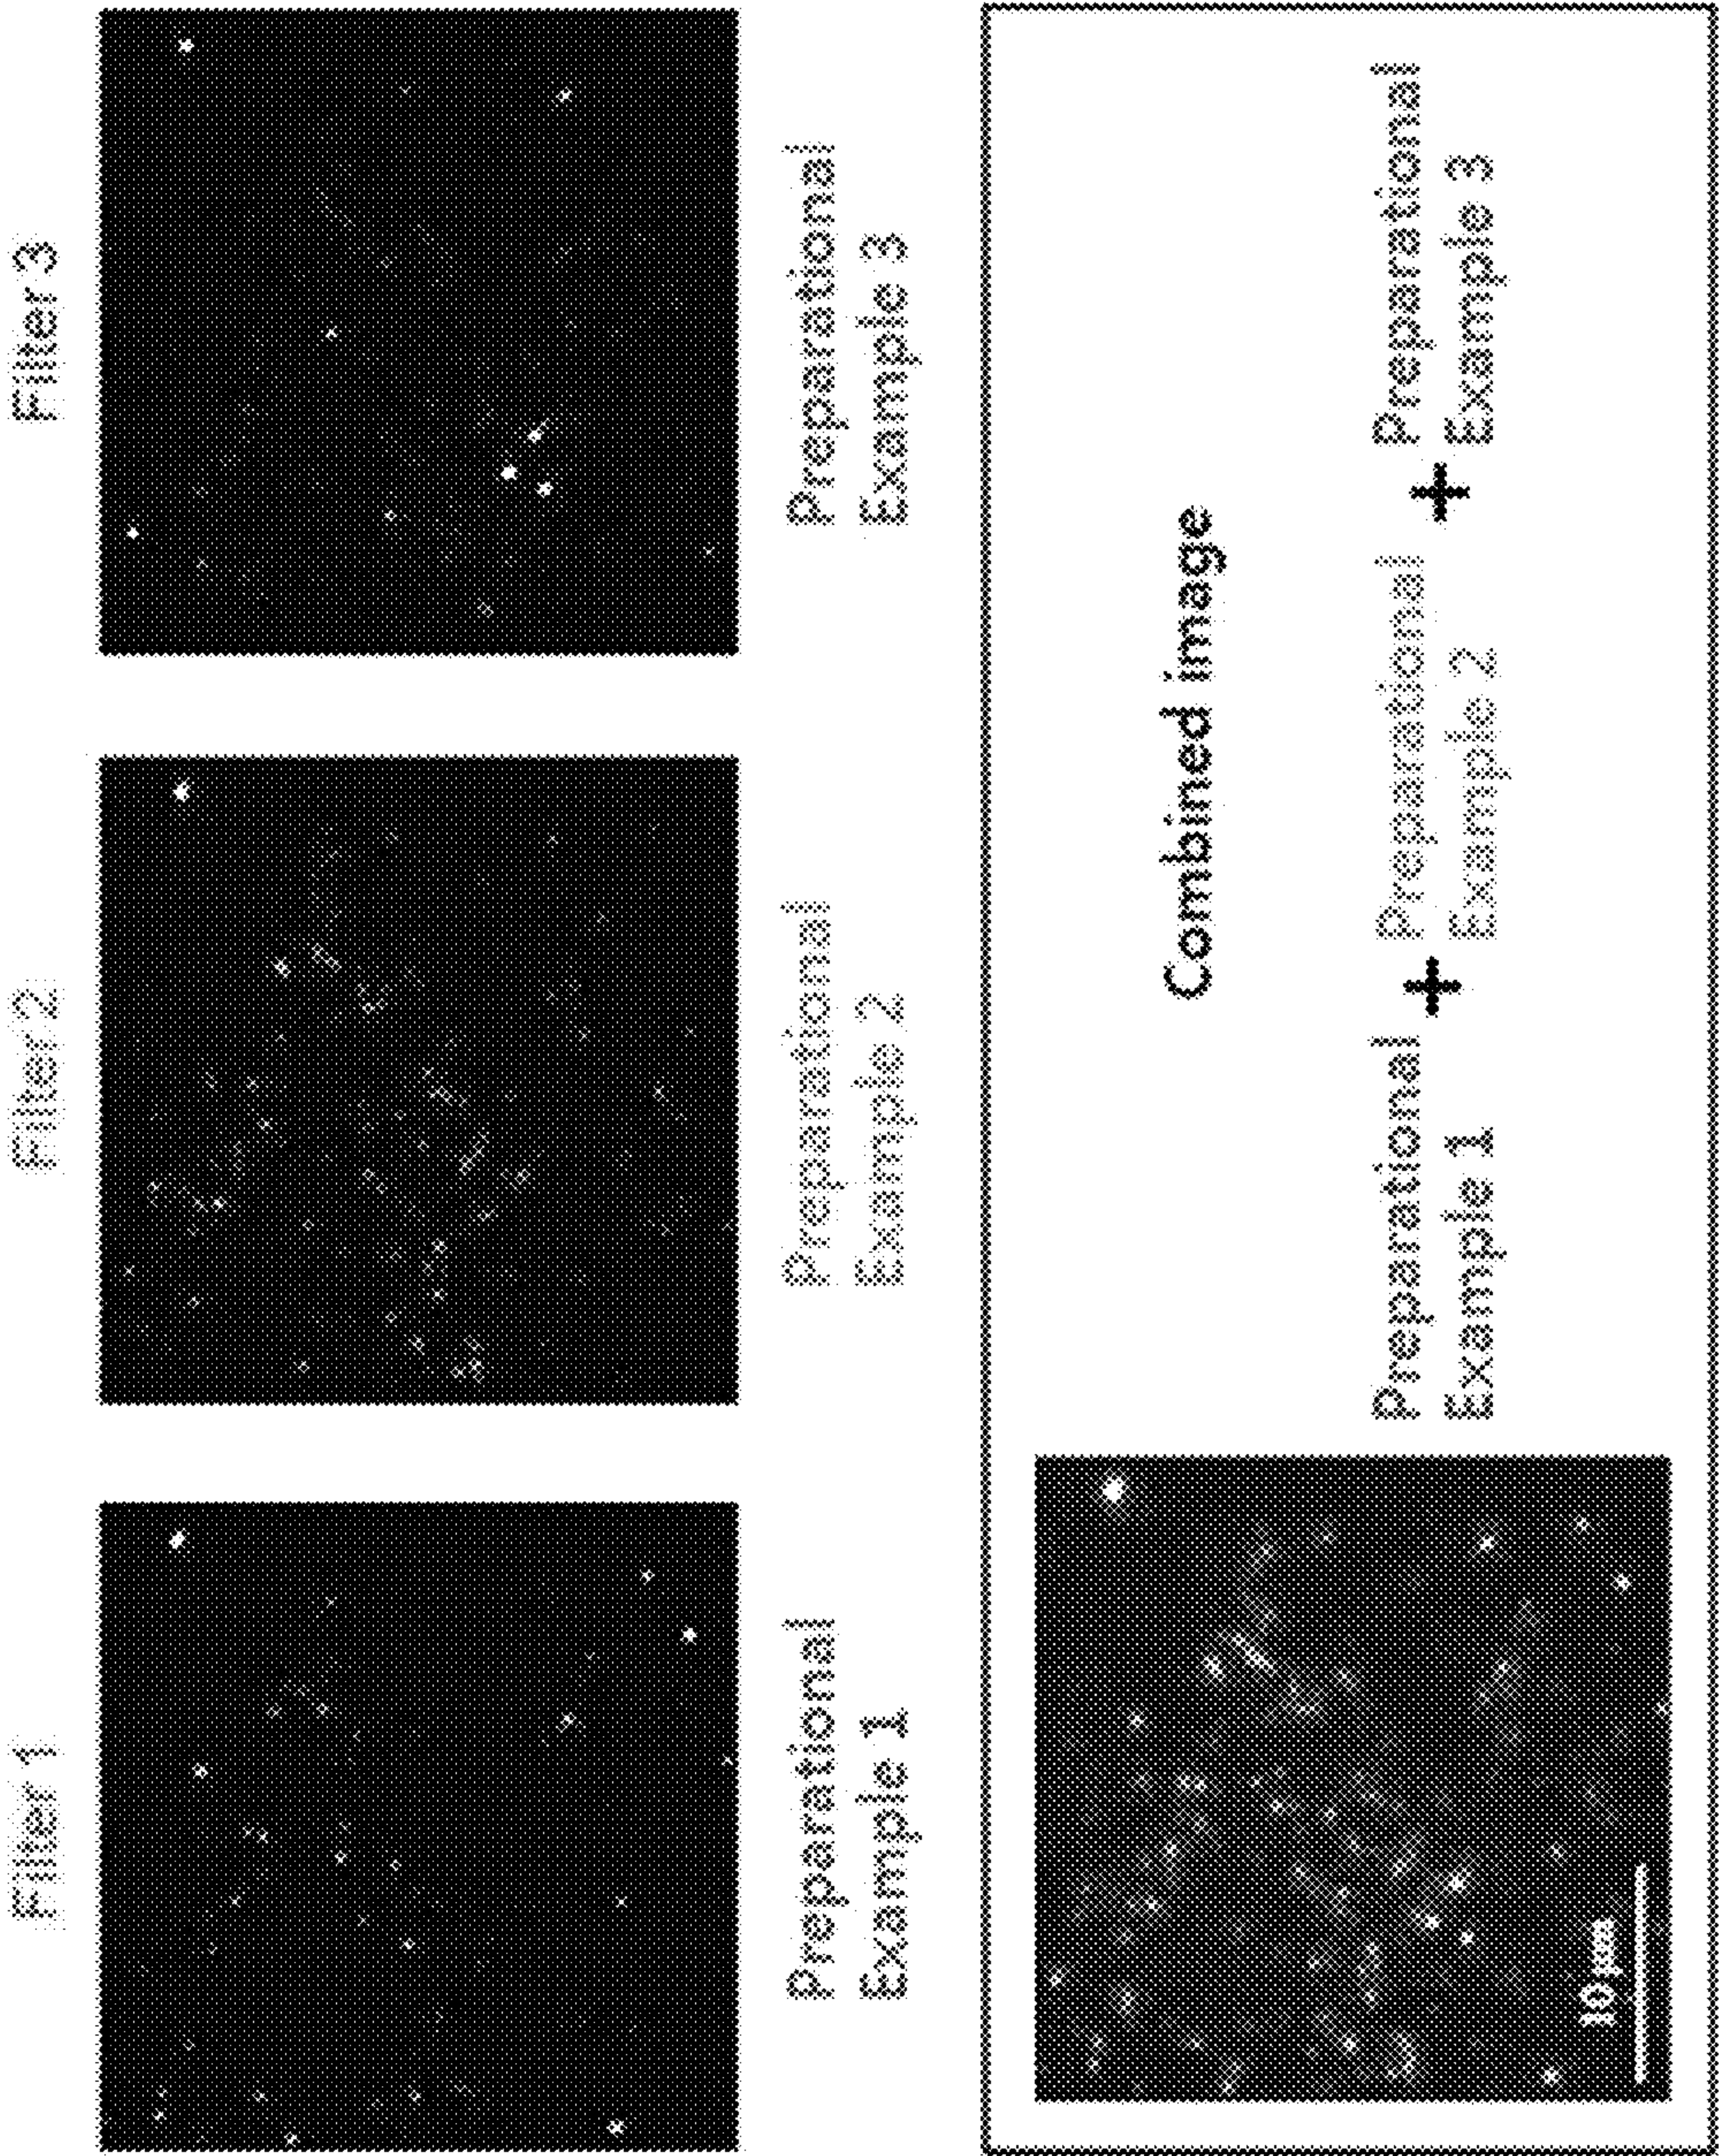 Filter 1
Filter 2
Filter 3
Preparational
Example 1
Preparational
Example 2
Preparational
Example 3
10 μm
Combined image
Preparational
Example 1
+
Preparational
Example 2
+
Preparational
Example 3